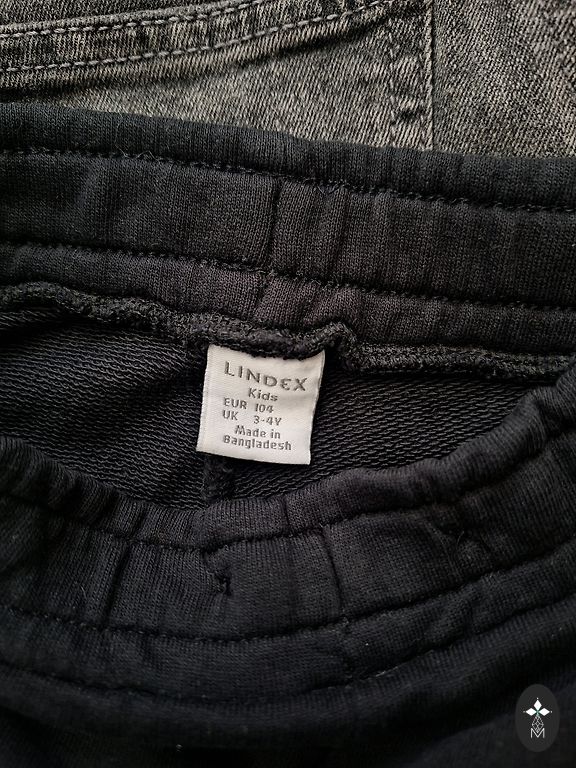 LINDEX
Kids
EUR 104
UK 3-4Y
Made in
Bangladesh
M